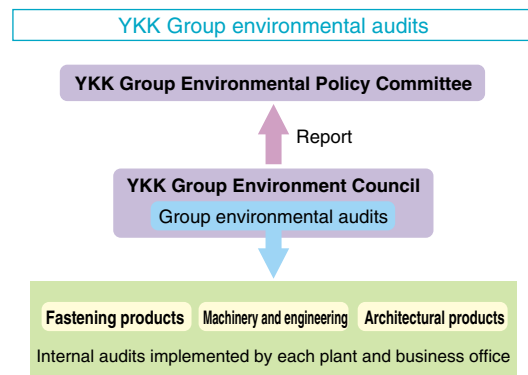 YKK Group environmental audits
YKK Group Environmental Policy Committee
Report
YKK Group Environment Council
Group environmental audits
Fastening products
Machinery and engineering
Architectural products
Internal audits implemented by each plant and business office